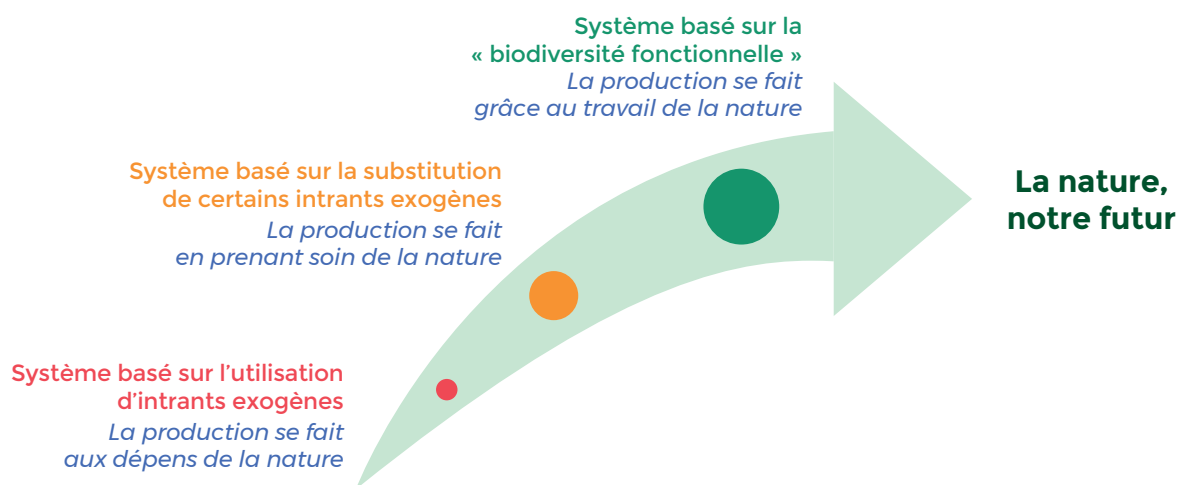 Système basé sur la
« biodiversité fonctionnelle »
La production se fait
grâce au travail de la nature
Système basé sur la substitution
de certains intrants exogènes
La production se fait
en prenant soin de la nature
La nature,
notre futur
Système basé sur l’utilisation
d’intrants exogènes
La production se fait
aux dépens de la nature